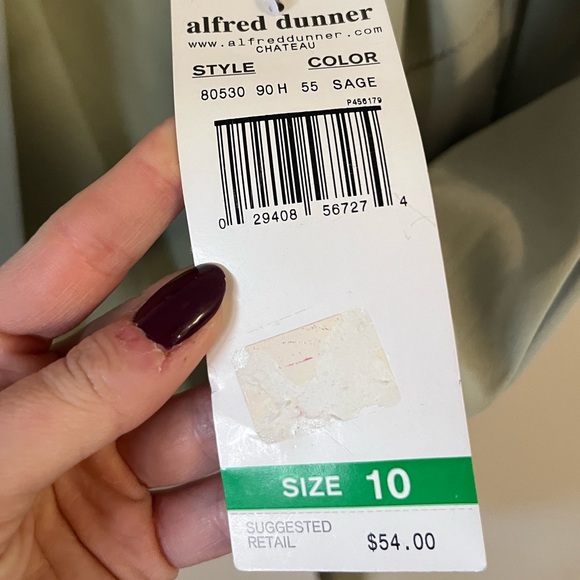 alfred dunner
www.alfreddunner.com
CHATEAU
STYLE COLOR
80530 90H 55 SAGE
P456179
0 29408 56727 4
SIZE 10
SUGGESTED
RETAIL $54.00